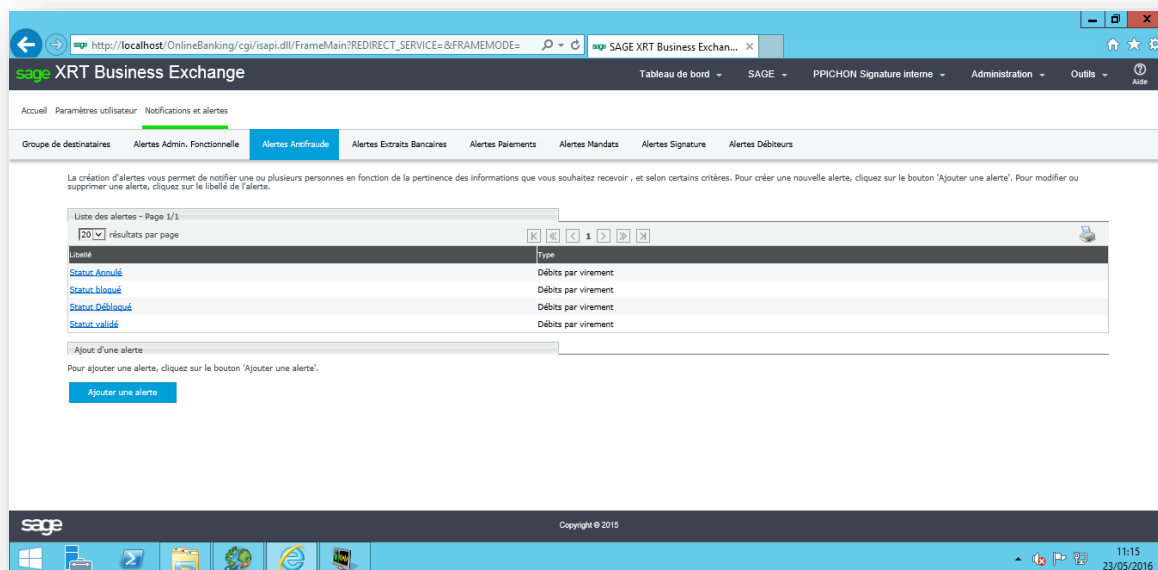 http://localhost/OnlineBanking/cgi/isapi.dll/FrameMain?REDIRECT_SERVICE=&FRAMEMODE=
sage SAGE XRT Business Exchan...
sage XRT Business Exchange
Tableau de bord
SAGE
PPICHON Signature interne
Administration
Outils
Aide
Accueil Paramètres utilisateur Notifications et alertes
Groupe de destinataires Alertes Admin. Fonctionnelle Alertes Antifraude Alertes Extraits Bancaires Alertes Paiements Alertes Mandats Alertes Signature Alertes Débiteurs
La création d'alertes vous permet de notifier une ou plusieurs personnes en fonction de la pertinence des informations que vous souhaitez recevoir , et selon certains critères. Pour créer une nouvelle alerte, cliquez sur le bouton 'Ajouter une alerte'. Pour modifier ou
supprimer une alerte, cliquez sur le libellé de l'alerte.
Liste des alertes - Page 1/1
20 résultats par page
1
Libellé Type
Statut Annulé Débits par virement
Statut bloqué Débits par virement
Statut Débloqué Débits par virement
Statut validé Débits par virement
Ajout d'une alerte
Pour ajouter une alerte, cliquez sur le bouton 'Ajouter une alerte'.
Ajouter une alerte
sage
Copyright © 2015
11:15
23/05/2016